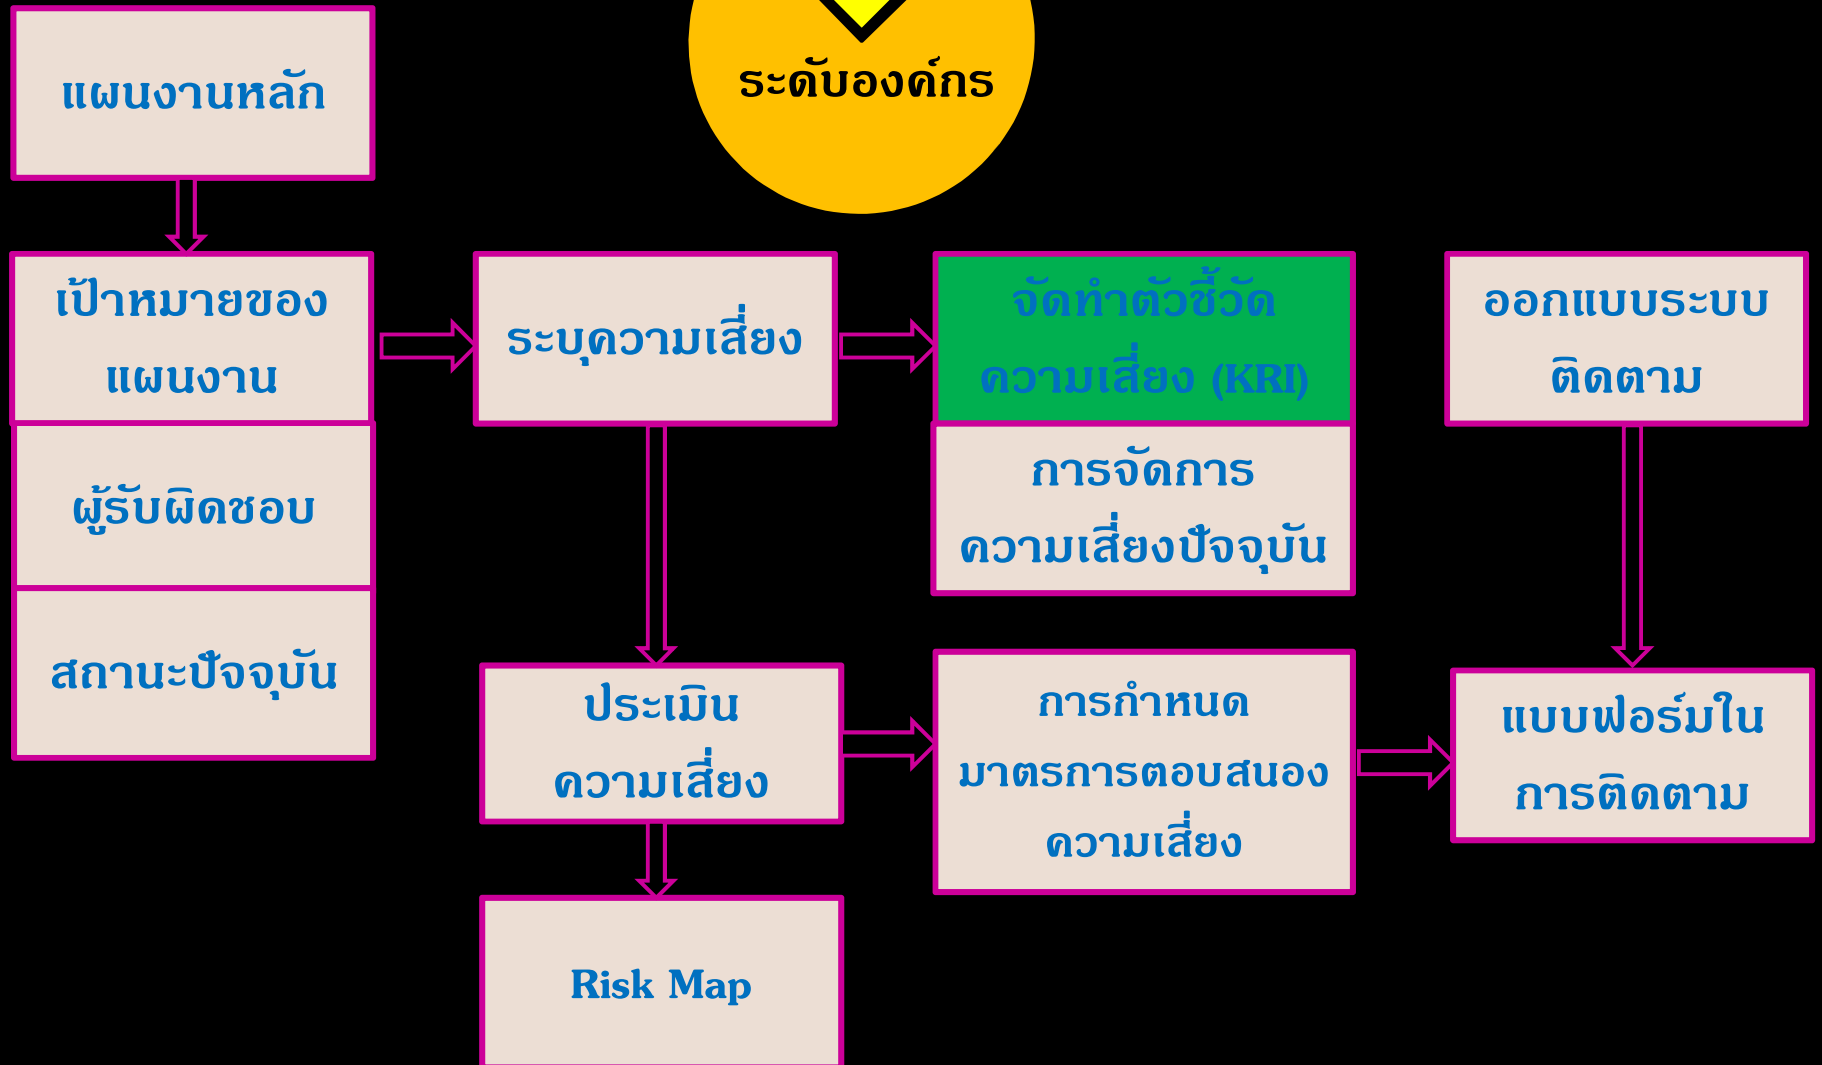 แผนงานหลัก
ระดับองค์กร
เป้าหมายของ
แผนงาน
ระบุความเสี่ยง
จัดทำตัวชี้วัด
ความเสี่ยง (KRI)
ออกแบบระบบ
ติดตาม
ผู้รับผิดชอบ
การจัดการ
ความเสี่ยงปัจจุบัน
สถานะปัจจุบัน
ประเมิน
ความเสี่ยง
การกำหนด
มาตรการตอบสนอง
ความเสี่ยง
แบบฟอร์มใน
การติดตาม
Risk Map